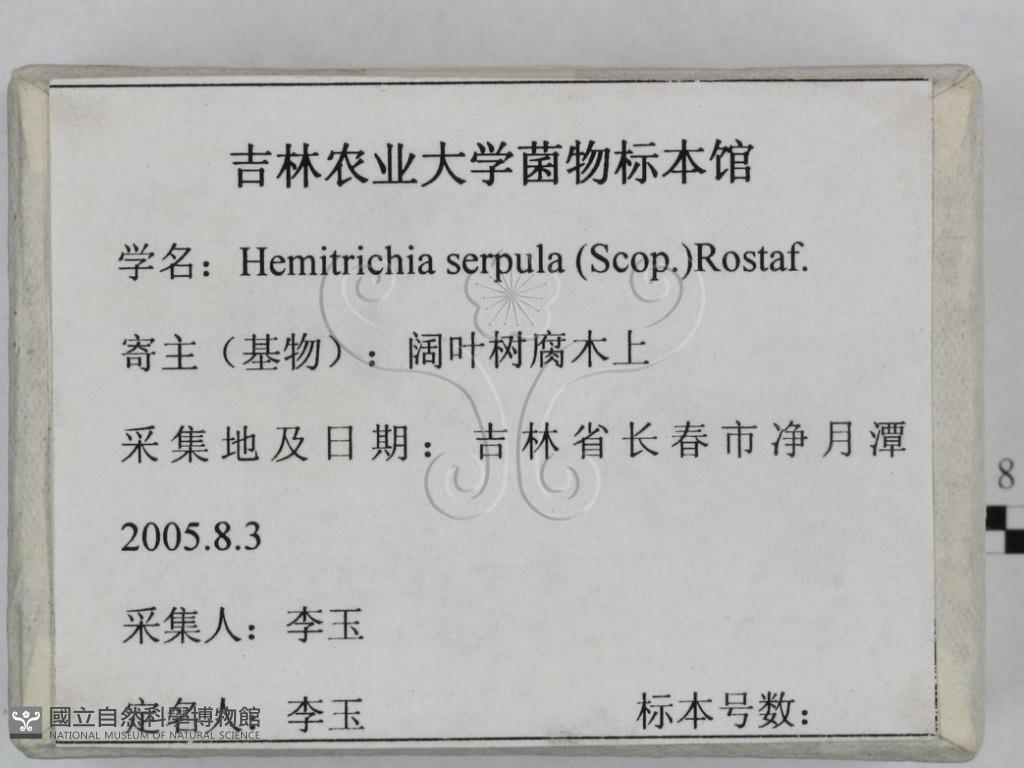 吉林农业大学菌物标本馆
学名：Hemitrichia serpula (Scop.)Rostaf.
寄主（基物）：阔叶树腐木上
采集地及日期：吉林省长春市净月潭
2005.8.3
采集人：李玉
定名人：李玉 标本号数：
8
國立自然科學博物館
NATIONAL MUSEUM OF NATURAL SCIENCE